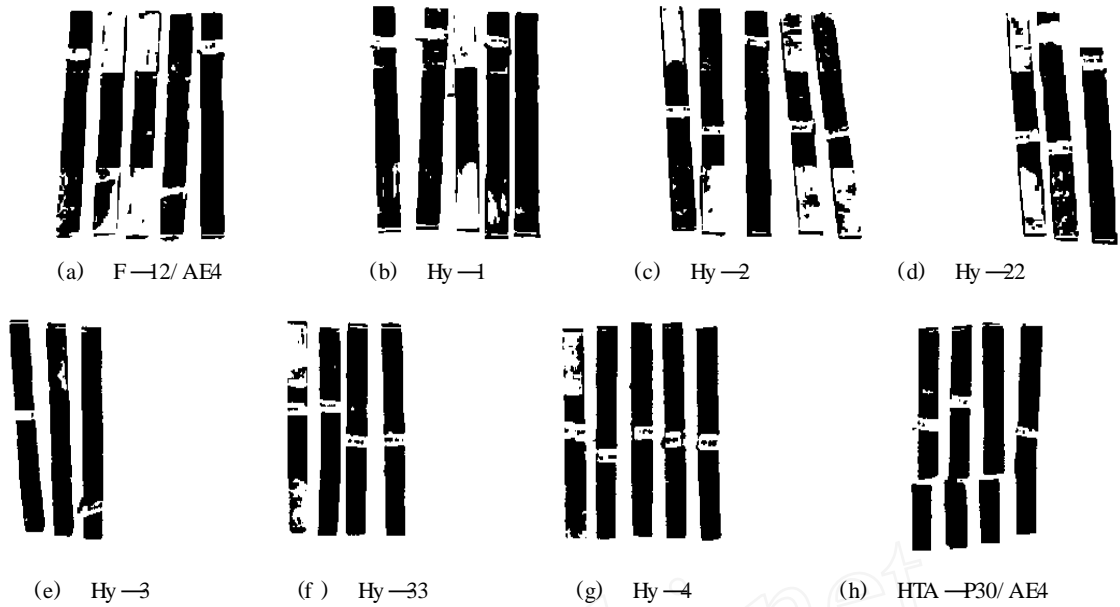 (a) F—12/AE4 (b) Hy—1 (c) Hy—2 (d) Hy—22
(e) Hy—3 (f) Hy—33 (g) Hy—4 (h) HTA—P30/AE4